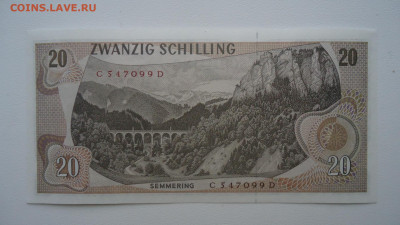 COINS.LAVE.RU
20 ZWANZIG SCHILLING 20
C 547099 D
20 SEMMERING C 547099 D 20